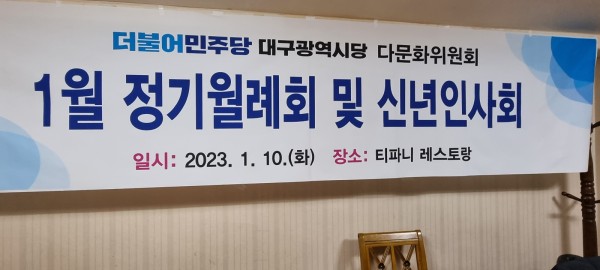 더불어민주당 대구광역시당 다문화위원회
1월 정기월례회 및 신년인사회
일시: 2023. 1. 10.(화) 장소: 티파니 레스토랑